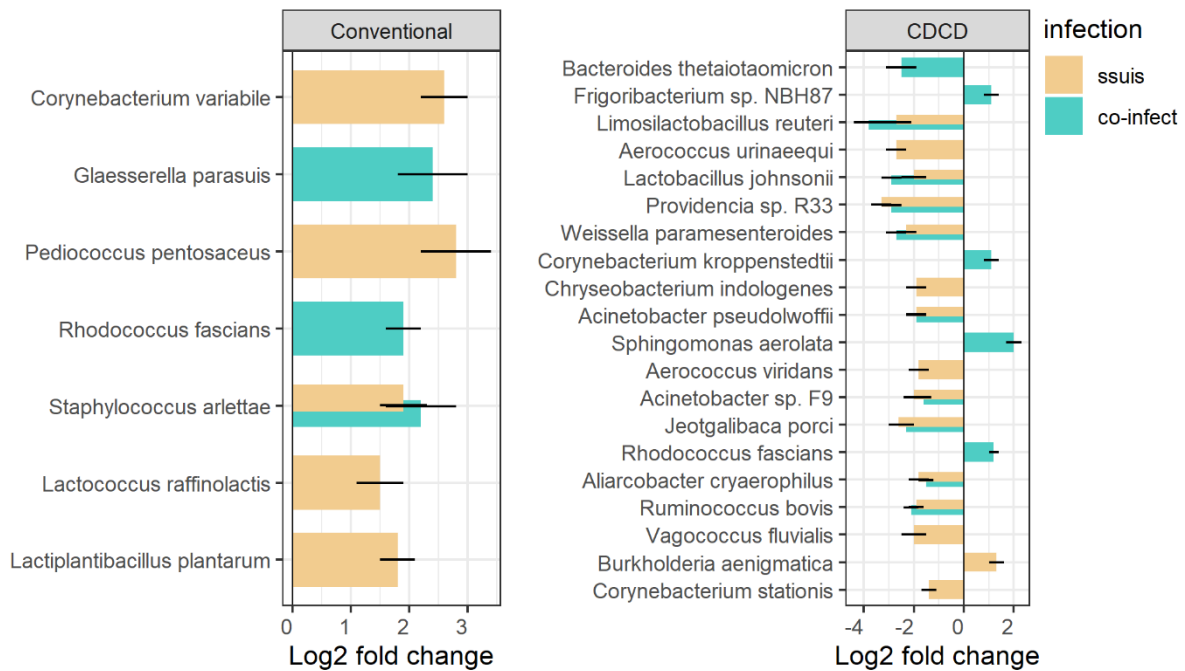 Conventional
Corynebacterium variabile
Glaesserella parasuis
Pediococcus pentosaceus
Rhodococcus fascians
Staphylococcus arlettae
Lactococcus raffinolactis
Lactiplantibacillus plantarum
0 1 2 3
Log2 fold change
CDCD
Bacteroides thetaiotaomicron
Frigoribacterium sp. NBH87
Limosilactobacillus reuteri
Aerococcus urinaeequi
Lactobacillus johnsonii
Providencia sp. R33
Weissella paramesenteroides
Corynebacterium kroppenstedtii
Chryseobacterium indologenes
Acinetobacter pseudolwoffii
Sphingomonas aerolata
Aerococcus viridans
Acinetobacter sp. F9
Jeotgalibaca porci
Rhodococcus fascians
Aliarcobacter cryaerophilus
Ruminococcus bovis
Vagococcus fluvialis
Burkholderia aenigmatica
Corynebacterium stationis
-4 -2 0 2
Log2 fold change
infection
ssuis
co-infect